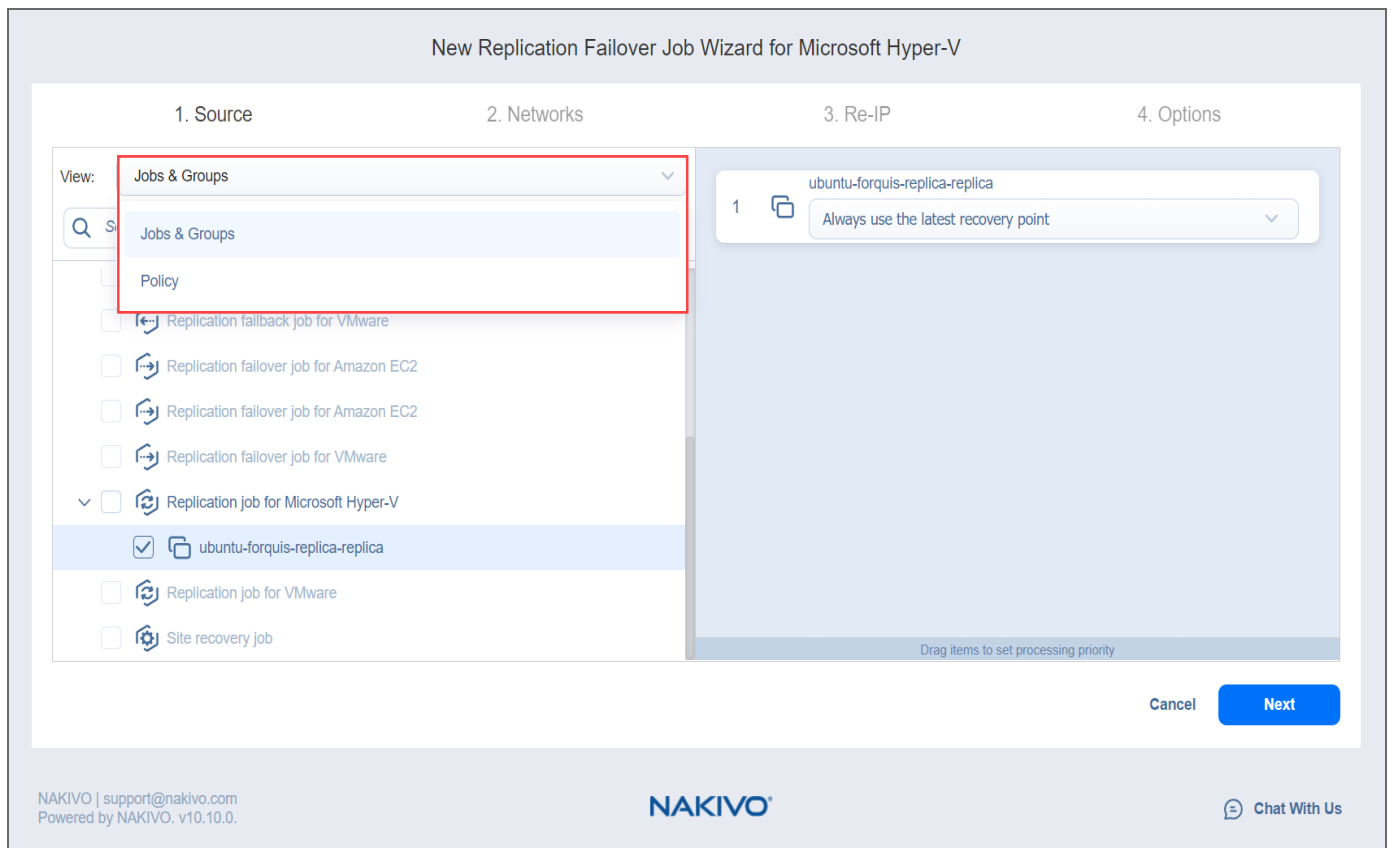 New Replication Failover Job Wizard for Microsoft Hyper-V
1. Source
2. Networks
3. Re-IP
4. Options
View:
Jobs & Groups
Jobs & Groups
Policy
Replication failback job for VMware
Replication failover job for Amazon EC2
Replication failover job for Amazon EC2
Replication failover job for VMware
Replication job for Microsoft Hyper-V
ubuntu-forquis-replica-replica
Replication job for VMware
Site recovery job
1
ubuntu-forquis-replica-replica
Always use the latest recovery point
Drag items to set processing priority
Cancel
Next
NAKIVO | support@nakivo.com
Powered by NAKIVO. v10.10.0.
NAKIVO®
Chat With Us